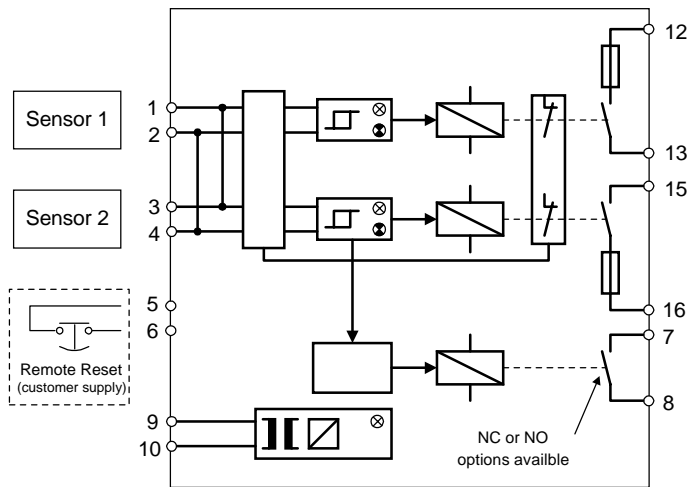 12
Sensor 1
1
2
13
15
Sensor 2
3
4
5
16
6
7
Remote Reset
(customer supply)
8
9
10
NC or NO
options availble